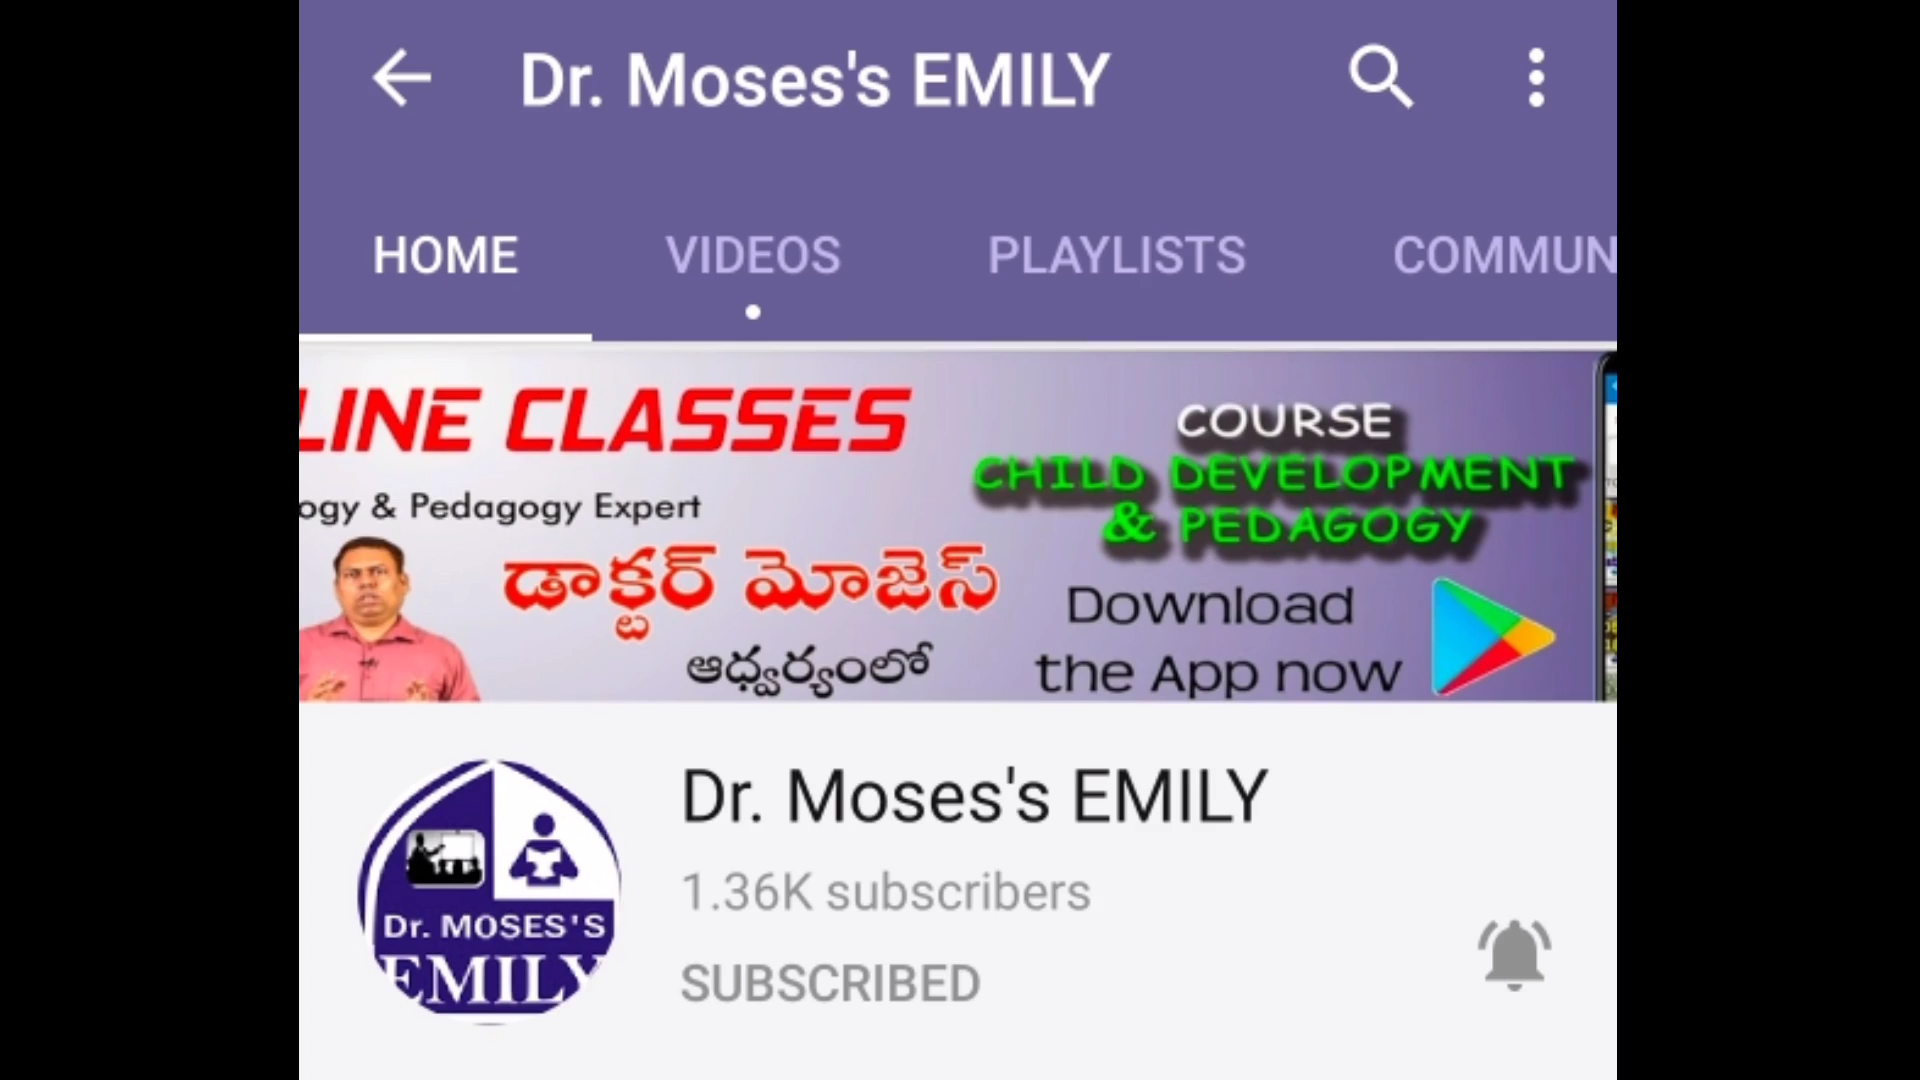 Dr. Moses's EMILY
HOME VIDEOS PLAYLISTS COMMUN
LINE CLASSES
ogy & Pedagogy Expert
డాక్టర్ మోజెస్
ఆధ్వర్యంలో
COURSE
CHILD DEVELOPMENT
& PEDAGOGY
Download
the App now
Dr. Moses's EMILY
1.36K subscribers
SUBSCRIBED
Dr. MOSES'S
EMILY